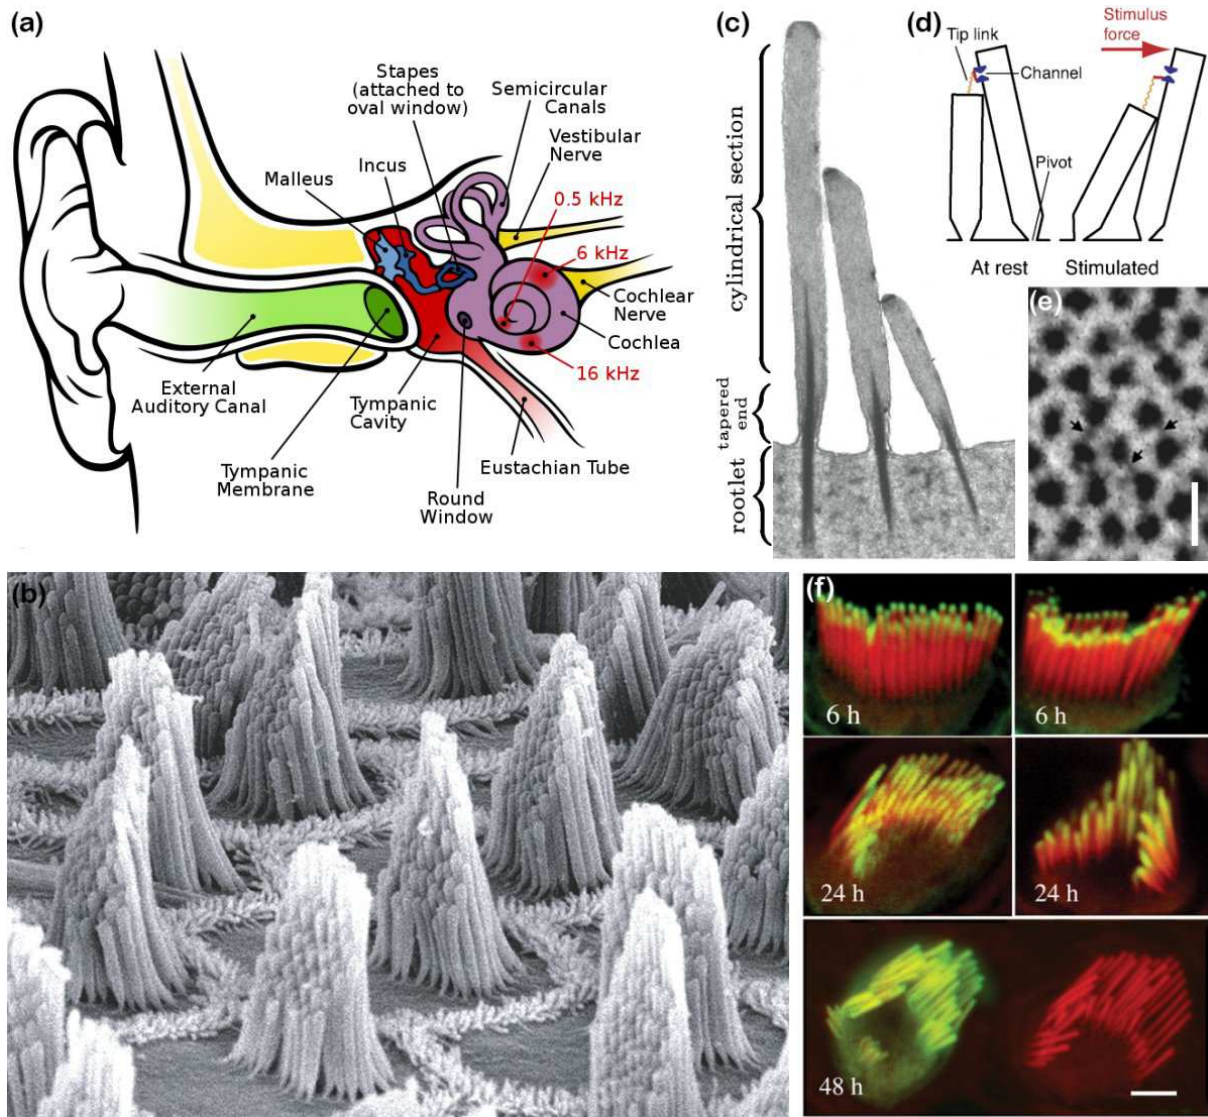 (a)
Stapes
(attached to
oval window)
Semicircular
Canals
Vestibular
Nerve
Incus
Malleus
0.5 kHz
6 kHz
Cochlear
Nerve
Cochlea
16 kHz
External
Auditory Canal
Tympanic
Cavity
Eustachian Tube
Tympanic
Membrane
Round
Window
(c)
cylindrical section
tapered
end
rootlet
(d)
Tip link
Stimulus
force
Channel
Pivot
At rest
Stimulated
(e)
(b)
(f)
6 h
6 h
24 h
24 h
48 h